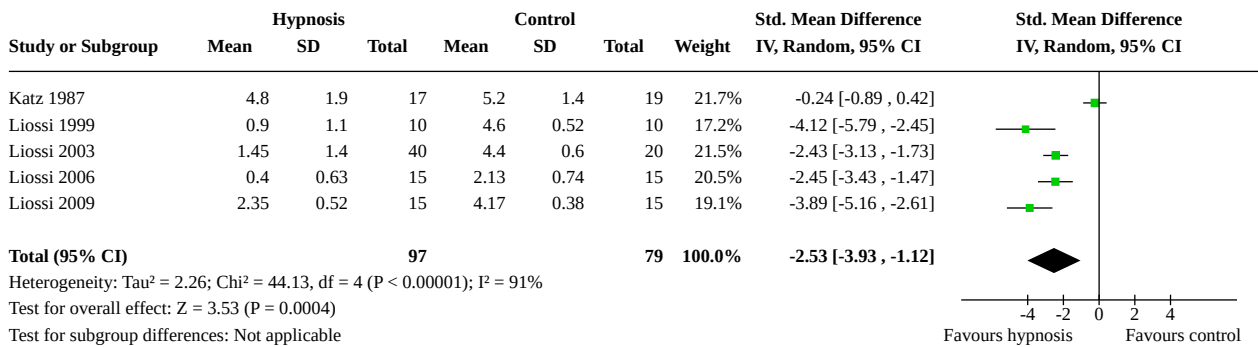 Hypnosis Control Std. Mean Difference Std. Mean Difference
Study or Subgroup Mean SD Total Mean SD Total Weight IV, Random, 95% CI IV, Random, 95% CI
Katz 1987 4.8 1.9 17 5.2 1.4 19 21.7% -0.24 [-0.89 , 0.42]
Liossi 1999 0.9 1.1 10 4.6 0.52 10 17.2% -4.12 [-5.79 , -2.45]
Liossi 2003 1.45 1.4 40 4.4 0.6 20 21.5% -2.43 [-3.13 , -1.73]
Liossi 2006 0.4 0.63 15 2.13 0.74 15 20.5% -2.45 [-3.43 , -1.47]
Liossi 2009 2.35 0.52 15 4.17 0.38 15 19.1% -3.89 [-5.16 , -2.61]
Total (95% CI) 97 79 100.0% -2.53 [-3.93 , -1.12]
Heterogeneity: Tau² = 2.26; Chi² = 44.13, df = 4 (P < 0.00001); I² = 91%
Test for overall effect: Z = 3.53 (P = 0.0004) -4 -2 0 2 4
Test for subgroup differences: Not applicable Favours hypnosis Favours control